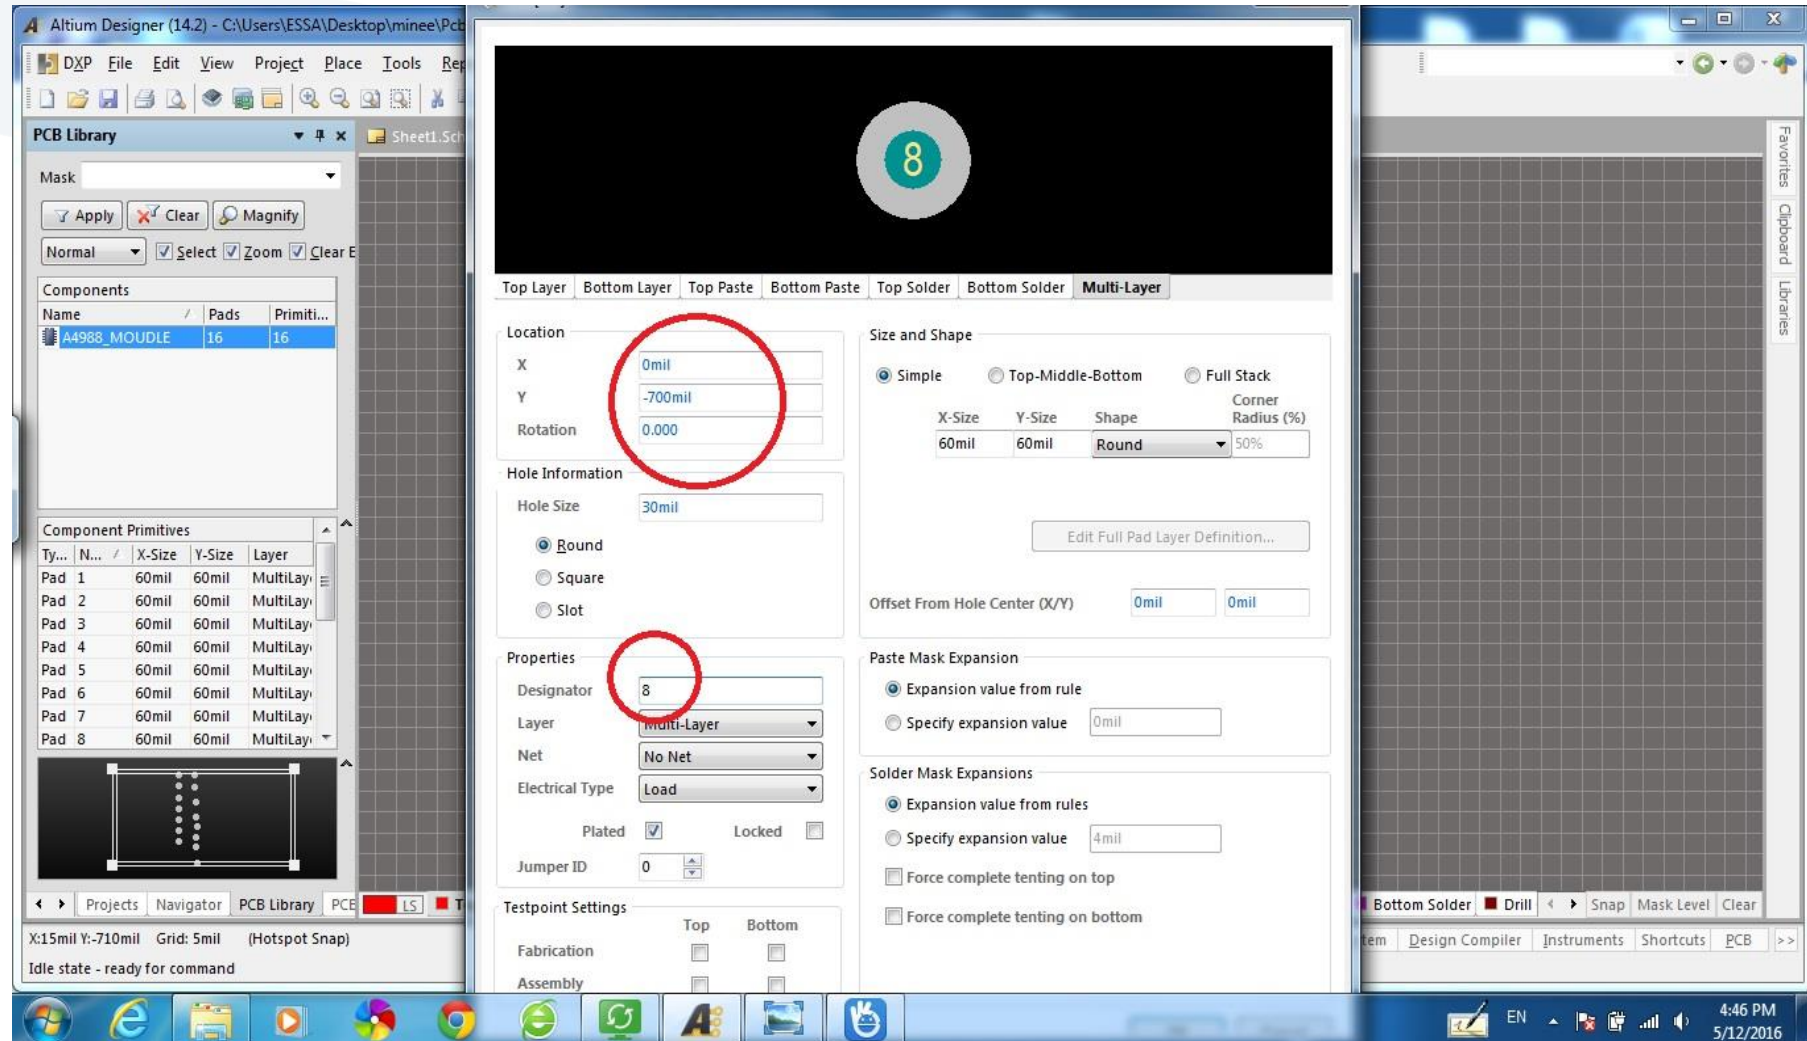 Altium Designer (14.2) - C:\Users\ESSA\Desktop\minee\Pcb
DXP File Edit View Project Place Tools Rep
PCB Library
Sheet1.Sch
Mask
Apply Clear Magnify
Normal Select Zoom Clear E
Components
Name Pads Primiti...
A4988_MOUDLE 16 16
Component Primitives
Ty... N... X-Size Y-Size Layer
Pad 1 60mil 60mil MultiLay
Pad 2 60mil 60mil MultiLay
Pad 3 60mil 60mil MultiLay
Pad 4 60mil 60mil MultiLay
Pad 5 60mil 60mil MultiLay
Pad 6 60mil 60mil MultiLay
Pad 7 60mil 60mil MultiLay
Pad 8 60mil 60mil MultiLay
Projects Navigator PCB Library PCB
LS T
X:15mil Y:-710mil Grid: 5mil (Hotspot Snap)
Idle state - ready for command
8
Top Layer Bottom Layer Top Paste Bottom Paste Top Solder Bottom Solder Multi-Layer
Location
X 0mil
Y -700mil
Rotation 0.000
Hole Information
Hole Size 30mil
Round
Square
Slot
Properties
Designator 8
Layer Multi-Layer
Net No Net
Electrical Type Load
Plated Locked
Jumper ID 0
Testpoint Settings
Top Bottom
Fabrication
Assembly
Size and Shape
Simple Top-Middle-Bottom Full Stack
X-Size Y-Size Shape Corner Radius (%)
60mil 60mil Round 50%
Edit Full Pad Layer Definition...
Offset From Hole Center (X/Y) 0mil 0mil
Paste Mask Expansion
Expansion value from rule
Specify expansion value 0mil
Solder Mask Expansions
Expansion value from rules
Specify expansion value 4mil
Force complete tenting on top
Force complete tenting on bottom
Favorites
Clipboard
Libraries
Bottom Solder Drill Snap Mask Level Clear
tem Design Compiler Instruments Shortcuts PCB >>
EN
4:46 PM
5/12/2016